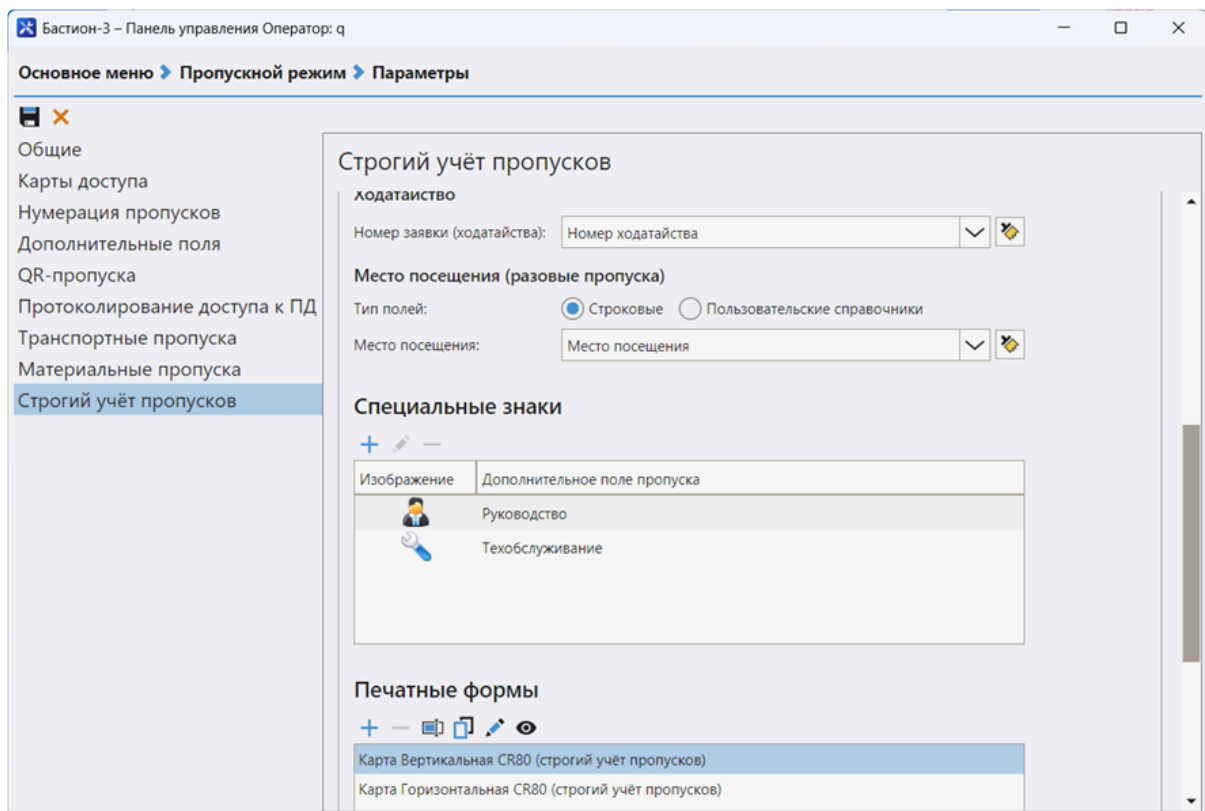 Бастион-3 – Панель управления Оператор: q
Основное меню Пропускной режим Параметры
Общие
Карты доступа
Нумерация пропусков
Дополнительные поля
QR-пропуска
Протоколирование доступа к ПД
Транспортные пропуска
Материальные пропуска
Строгий учёт пропусков
Строгий учёт пропусков
Ходатайство
Номер заявки (ходатайства): Номер ходатайства
Место посещения (разовые пропуска)
Тип полей: Строковые Пользовательские справочники
Место посещения: Место посещения
Специальные знаки
Изображение Дополнительное поле пропуска
Руководство
Техобслуживание
Печатные формы
Карта Вертикальная CR80 (строгий учёт пропусков)
Карта Горизонтальная CR80 (строгий учёт пропусков)